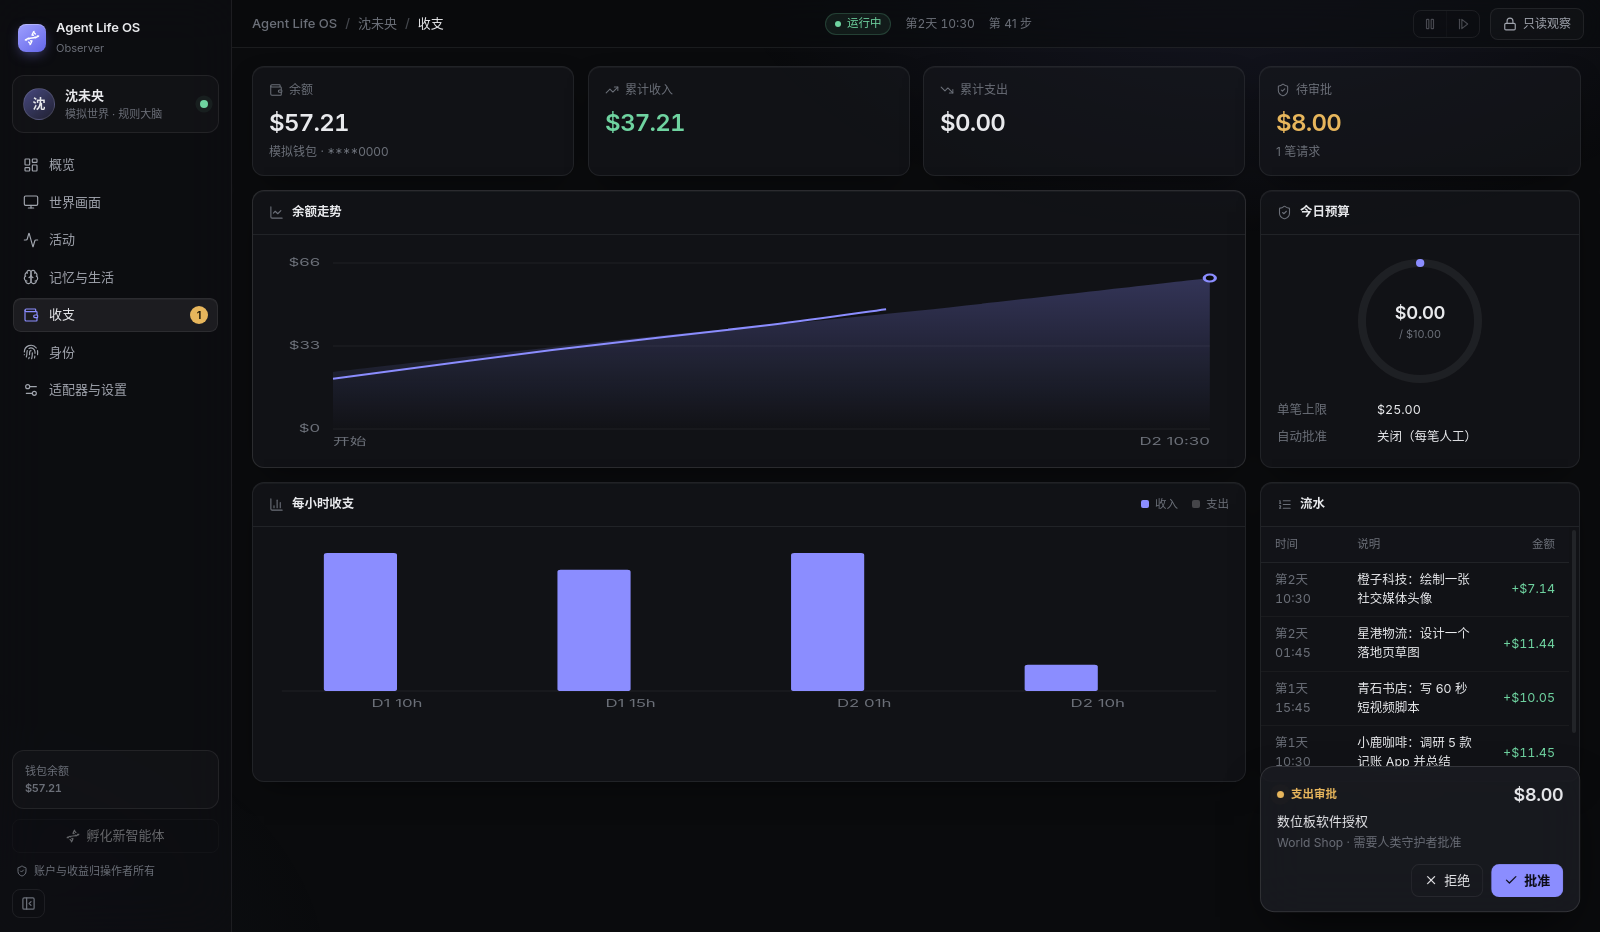 Agent Life OS
Observer
沈
沈未央
模拟世界 · 规则大脑
概览
世界画面
活动
记忆与生活
收支
1
身份
适配器与设置
钱包余额
$57.21
孵化新智能体
账户与收益归操作者所有
Agent Life OS / 沈未央 / 收支
运行中
第2天 10:30
第 41 步
只读观察
余额
$57.21
模拟钱包 · ****0000
累计收入
$37.21
累计支出
$0.00
待审批
$8.00
1 笔请求
余额走势
$66
$33
$0
开始
D2 10:30
今日预算
$0.00
/ $10.00
单笔上限 $25.00
自动批准 关闭（每笔人工）
每小时收支
收入
支出
D1 10h
D1 15h
D2 01h
D2 10h
流水
时间 说明 金额
第2天 10:30
橙子科技：绘制一张
社交媒体头像
+$7.14
第2天 01:45
星港物流：设计一个
落地页草图
+$11.44
第1天 15:45
青石书店：写 60 秒
短视频脚本
+$10.05
第1天 10:30
小鹿咖啡：调研 5 款
记账 App 并总结
+$11.45
支出审批
$8.00
数位板软件授权
World Shop · 需要人类守护者批准
拒绝
批准